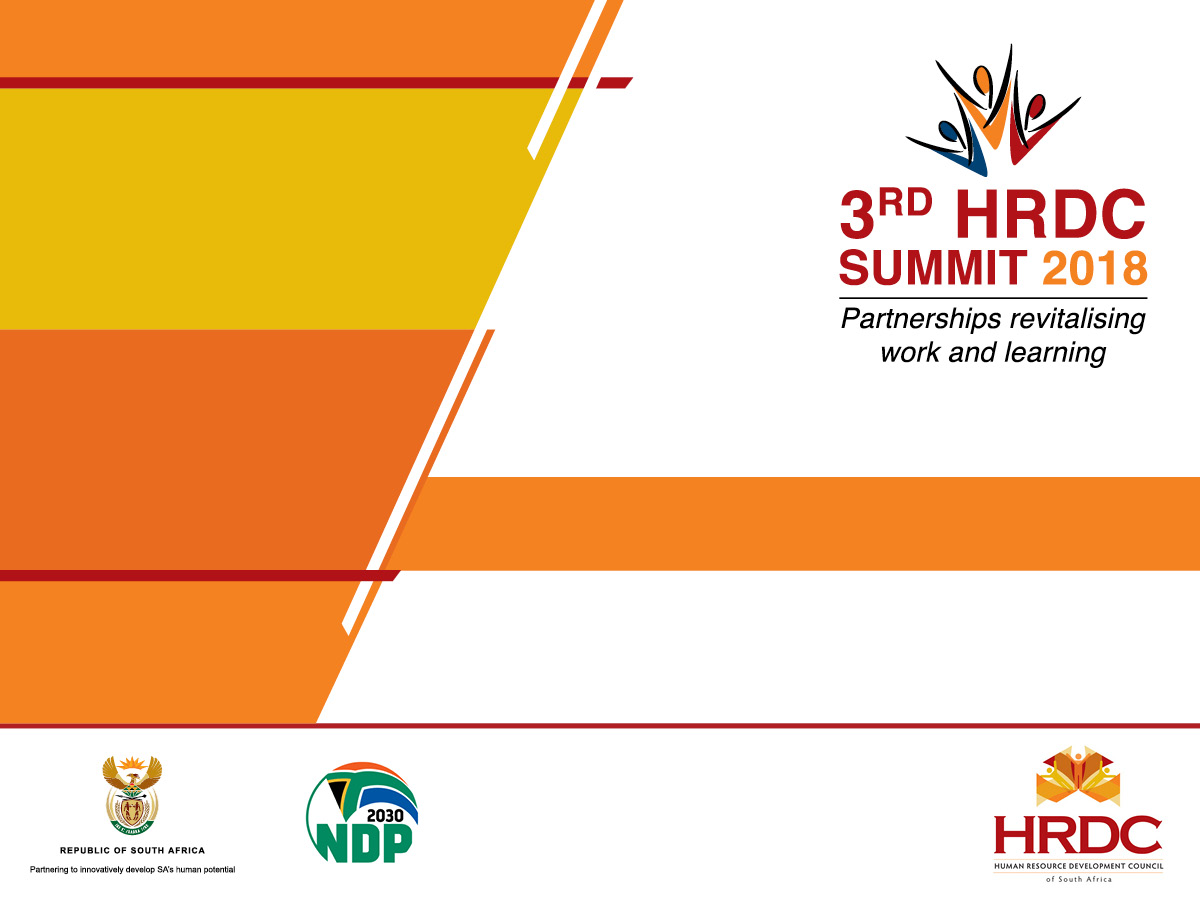 3RD HRDC
SUMMIT 2018
Partnerships revitalising
work and learning
REPUBLIC OF SOUTH AFRICA
Partnering to innovatively develop SA's human potential
2030
NDP
HRDC
HUMAN RESOURCE DEVELOPMENT COUNCIL
of South Africa